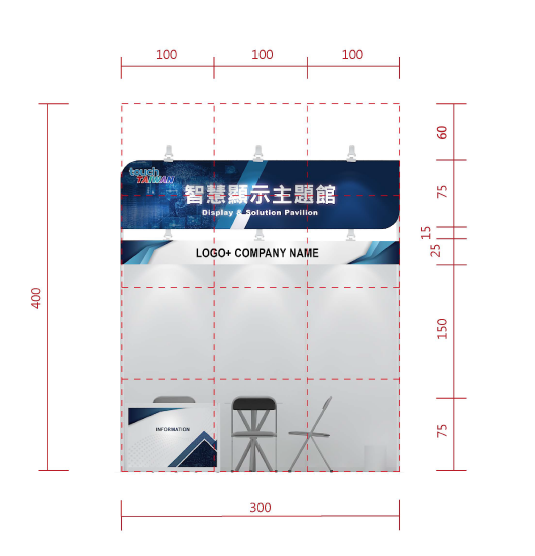 100 100 100
60
touch
TAIWAN
智慧顯示主題館
Display & Solution Pavilion
75
15
LOGO+ COMPANY NAME
25
400
150
INFORMATION
75
300